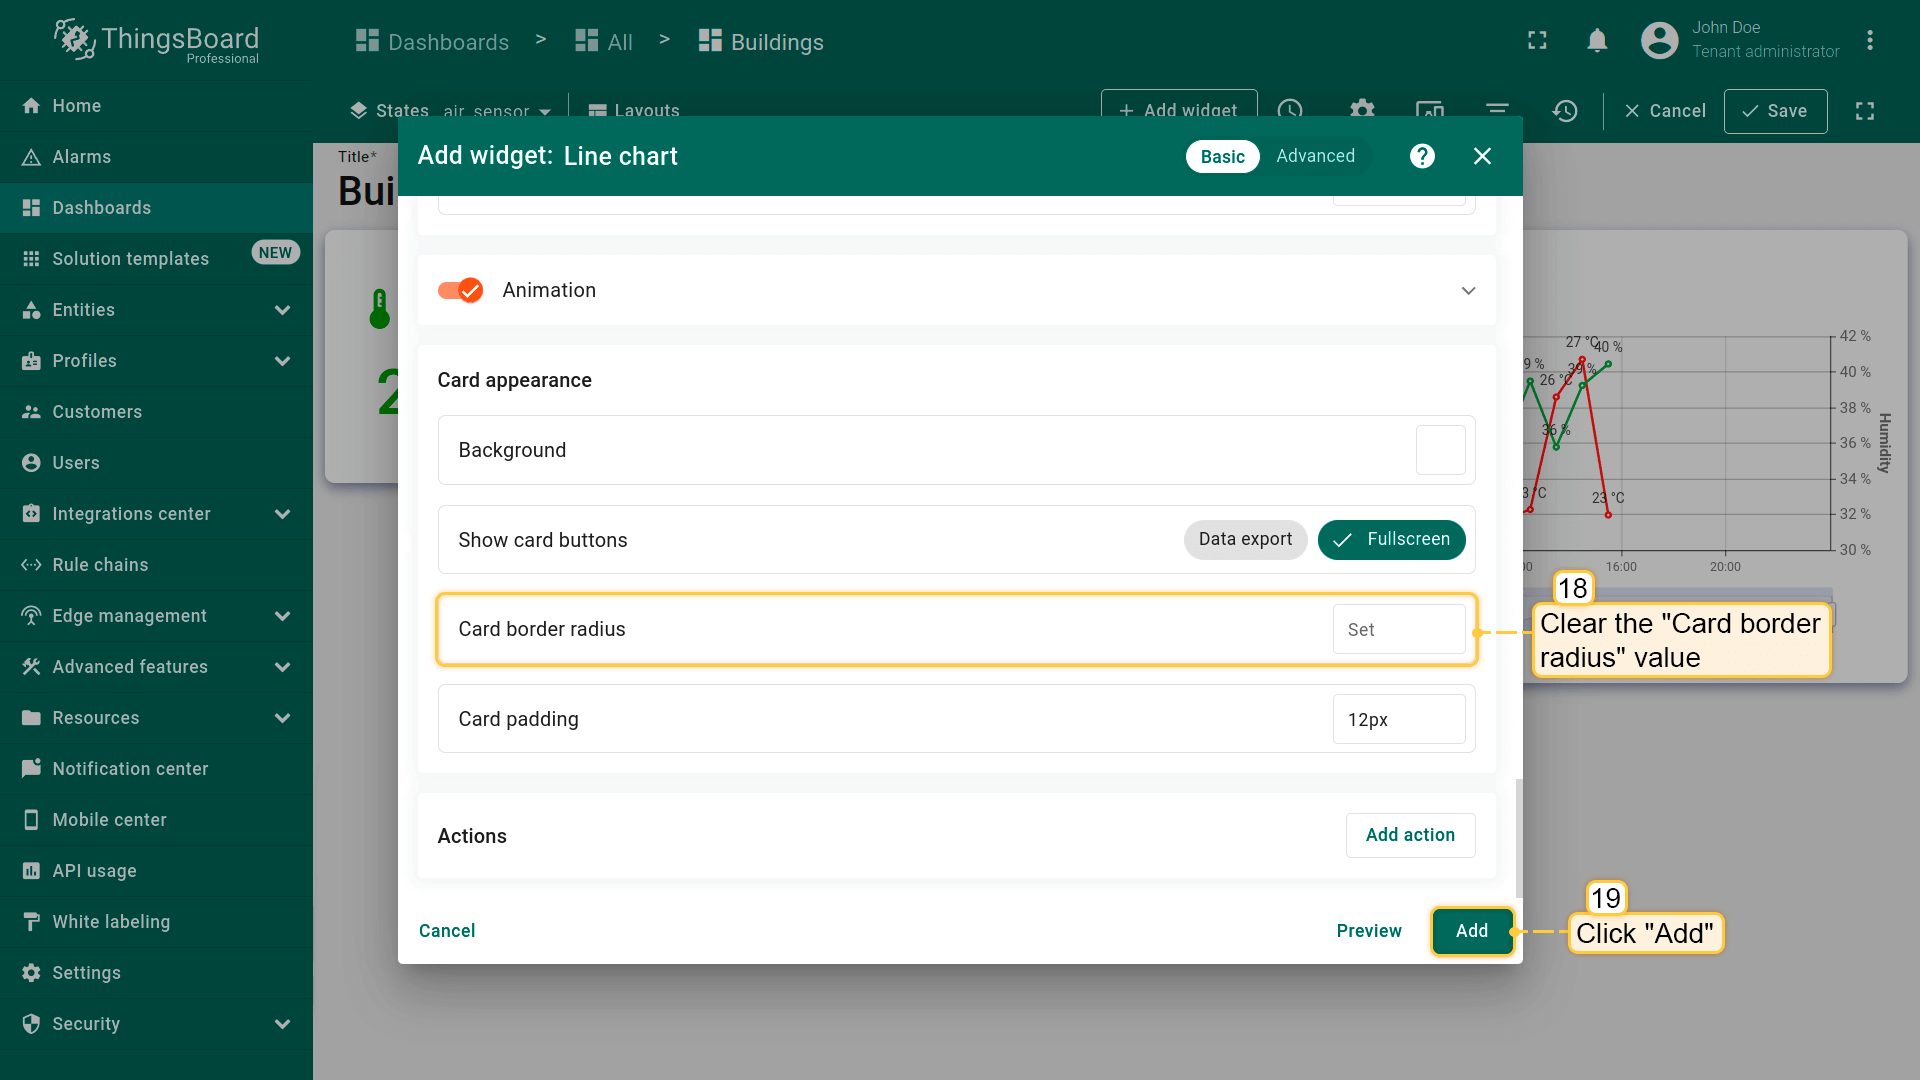 ThingsBoard
Professional
Dashboards > All > Buildings
John Doe
Tenant administrator
Home
Alarms
Dashboards
Solution templates NEW
Entities
Profiles
Customers
Users
Integrations center
Rule chains
Edge management
Advanced features
Resources
Notification center
Mobile center
API usage
White labeling
Settings
Security
States air_sensor Layouts + Add widget Cancel Save
Title*
Bui
2
Add widget: Line chart
Basic Advanced
Animation
Card appearance
Background
Show card buttons Data export Fullscreen
Card border radius Set
Card padding 12px
Actions Add action
Cancel Preview Add
27 °C
40 %
9 %
26 °C
39 %
36 %
3 °C
23 °C
42 %
40 %
38 %
36 %
34 %
32 %
30 %
Humidity
00 16:00 20:00
18
Clear the "Card border
radius" value
19
Click "Add"